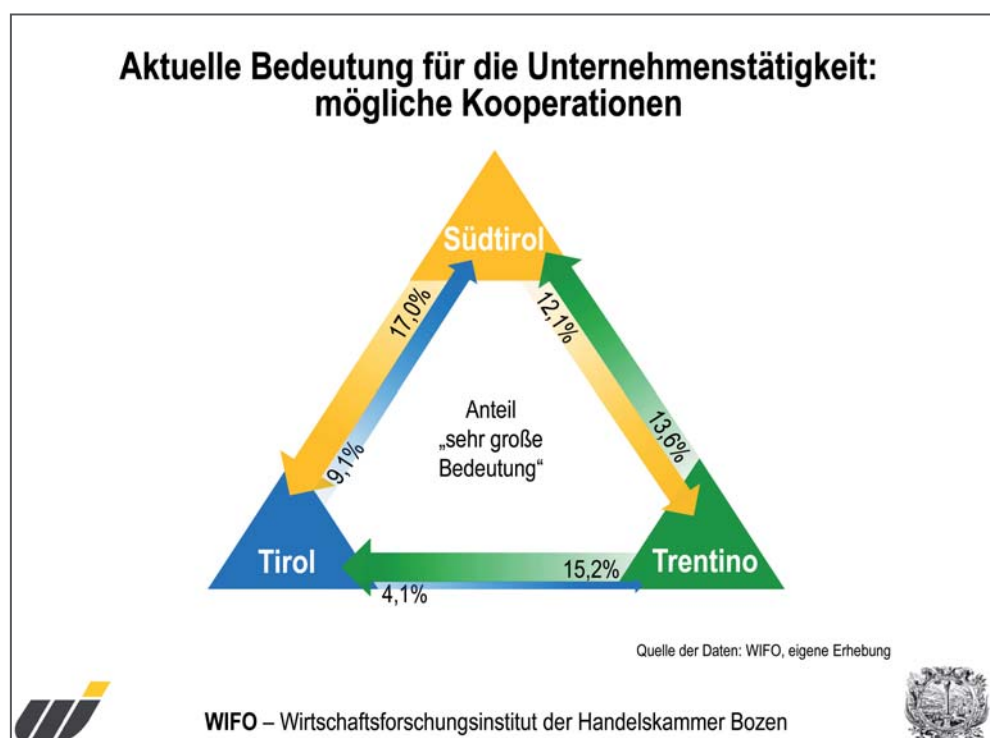 Aktuelle Bedeutung für die Unternehmenstätigkeit:
mögliche Kooperationen
Südtirol
17,0%
12,1%
Anteil
„sehr große
Bedeutung“
9,1%
13,6%
Tirol
15,2%
Trentino
4,1%
Quelle der Daten: WIFO, eigene Erhebung
WIFO – Wirtschaftsforschungsinstitut der Handelskammer Bozen